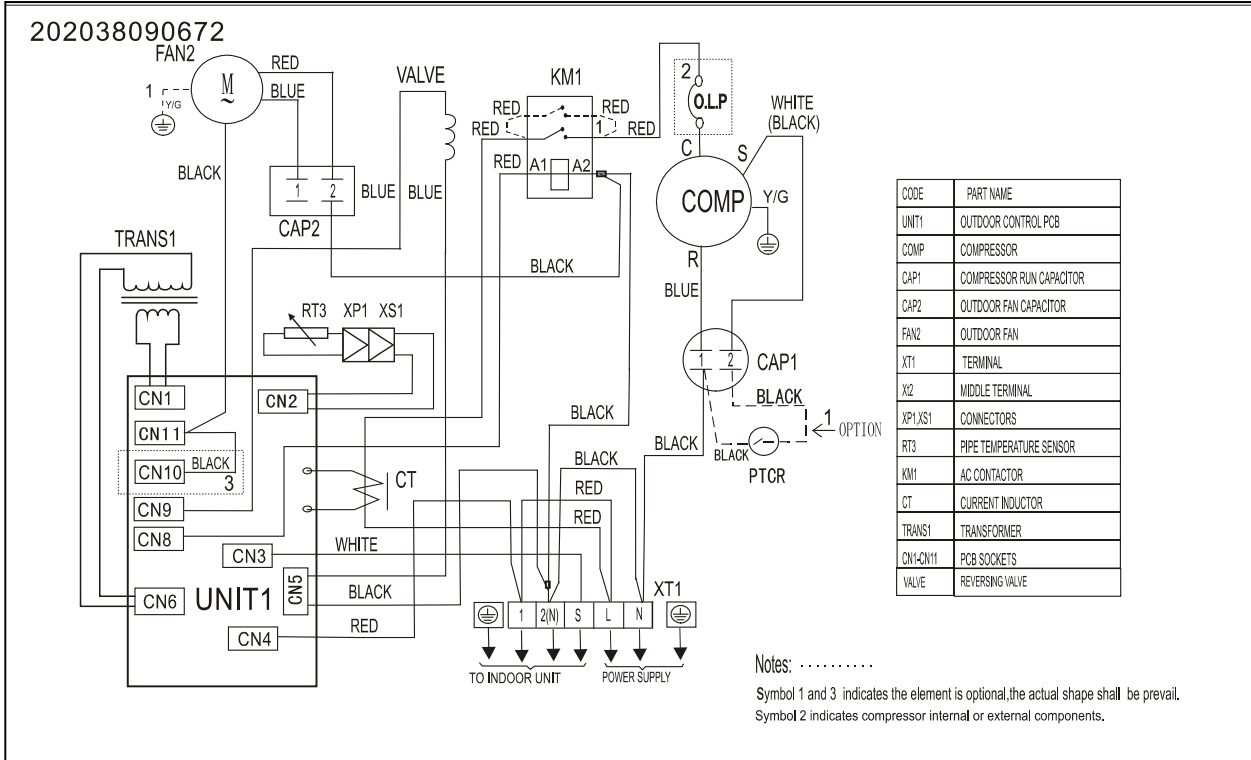 202038090672
FAN2
RED
BLUE
M
~
1
Y/G
BLACK
1 2
CAP2
BLUE
BLUE
VALVE
KM1
RED
RED
RED
1
RED
RED
A1
A2
2
O.L.P
WHITE
(BLACK)
C
S
COMP
Y/G
R
BLUE
BLACK
TRANS1
RT3
XP1
XS1
1 2
CAP1
BLACK
1
OPTION
BLACK
PTCR
CN1
CN2
CN11
CN10
BLACK
3
CN9
CN8
CN3
CN5
CN6
UNIT1
CN4
CT
WHITE
BLACK
RED
BLACK
BLACK
BLACK
RED
RED
XT1
1 2(N) S L N
TO INDOOR UNIT
POWER SUPPLY
CODE PART NAME
UNIT1 OUTDOOR CONTROL PCB
COMP COMPRESSOR
CAP1 COMPRESSOR RUN CAPACITOR
CAP2 OUTDOOR FAN CAPACITOR
FAN2 OUTDOOR FAN
XT1 TERMINAL
Xt2 MIDDLE TERMINAL
XP1,XS1 CONNECTORS
RT3 PIPE TEMPERATURE SENSOR
KM1 AC CONTACTOR
CT CURRENT INDUCTOR
TRANS1 TRANSFORMER
CN1-CN11 PCB SOCKETS
VALVE REVERSING VALVE
Notes: ··········
Symbol 1 and 3 indicates the element is optional,the actual shape shall be prevail.
Symbol 2 indicates compressor internal or external components.